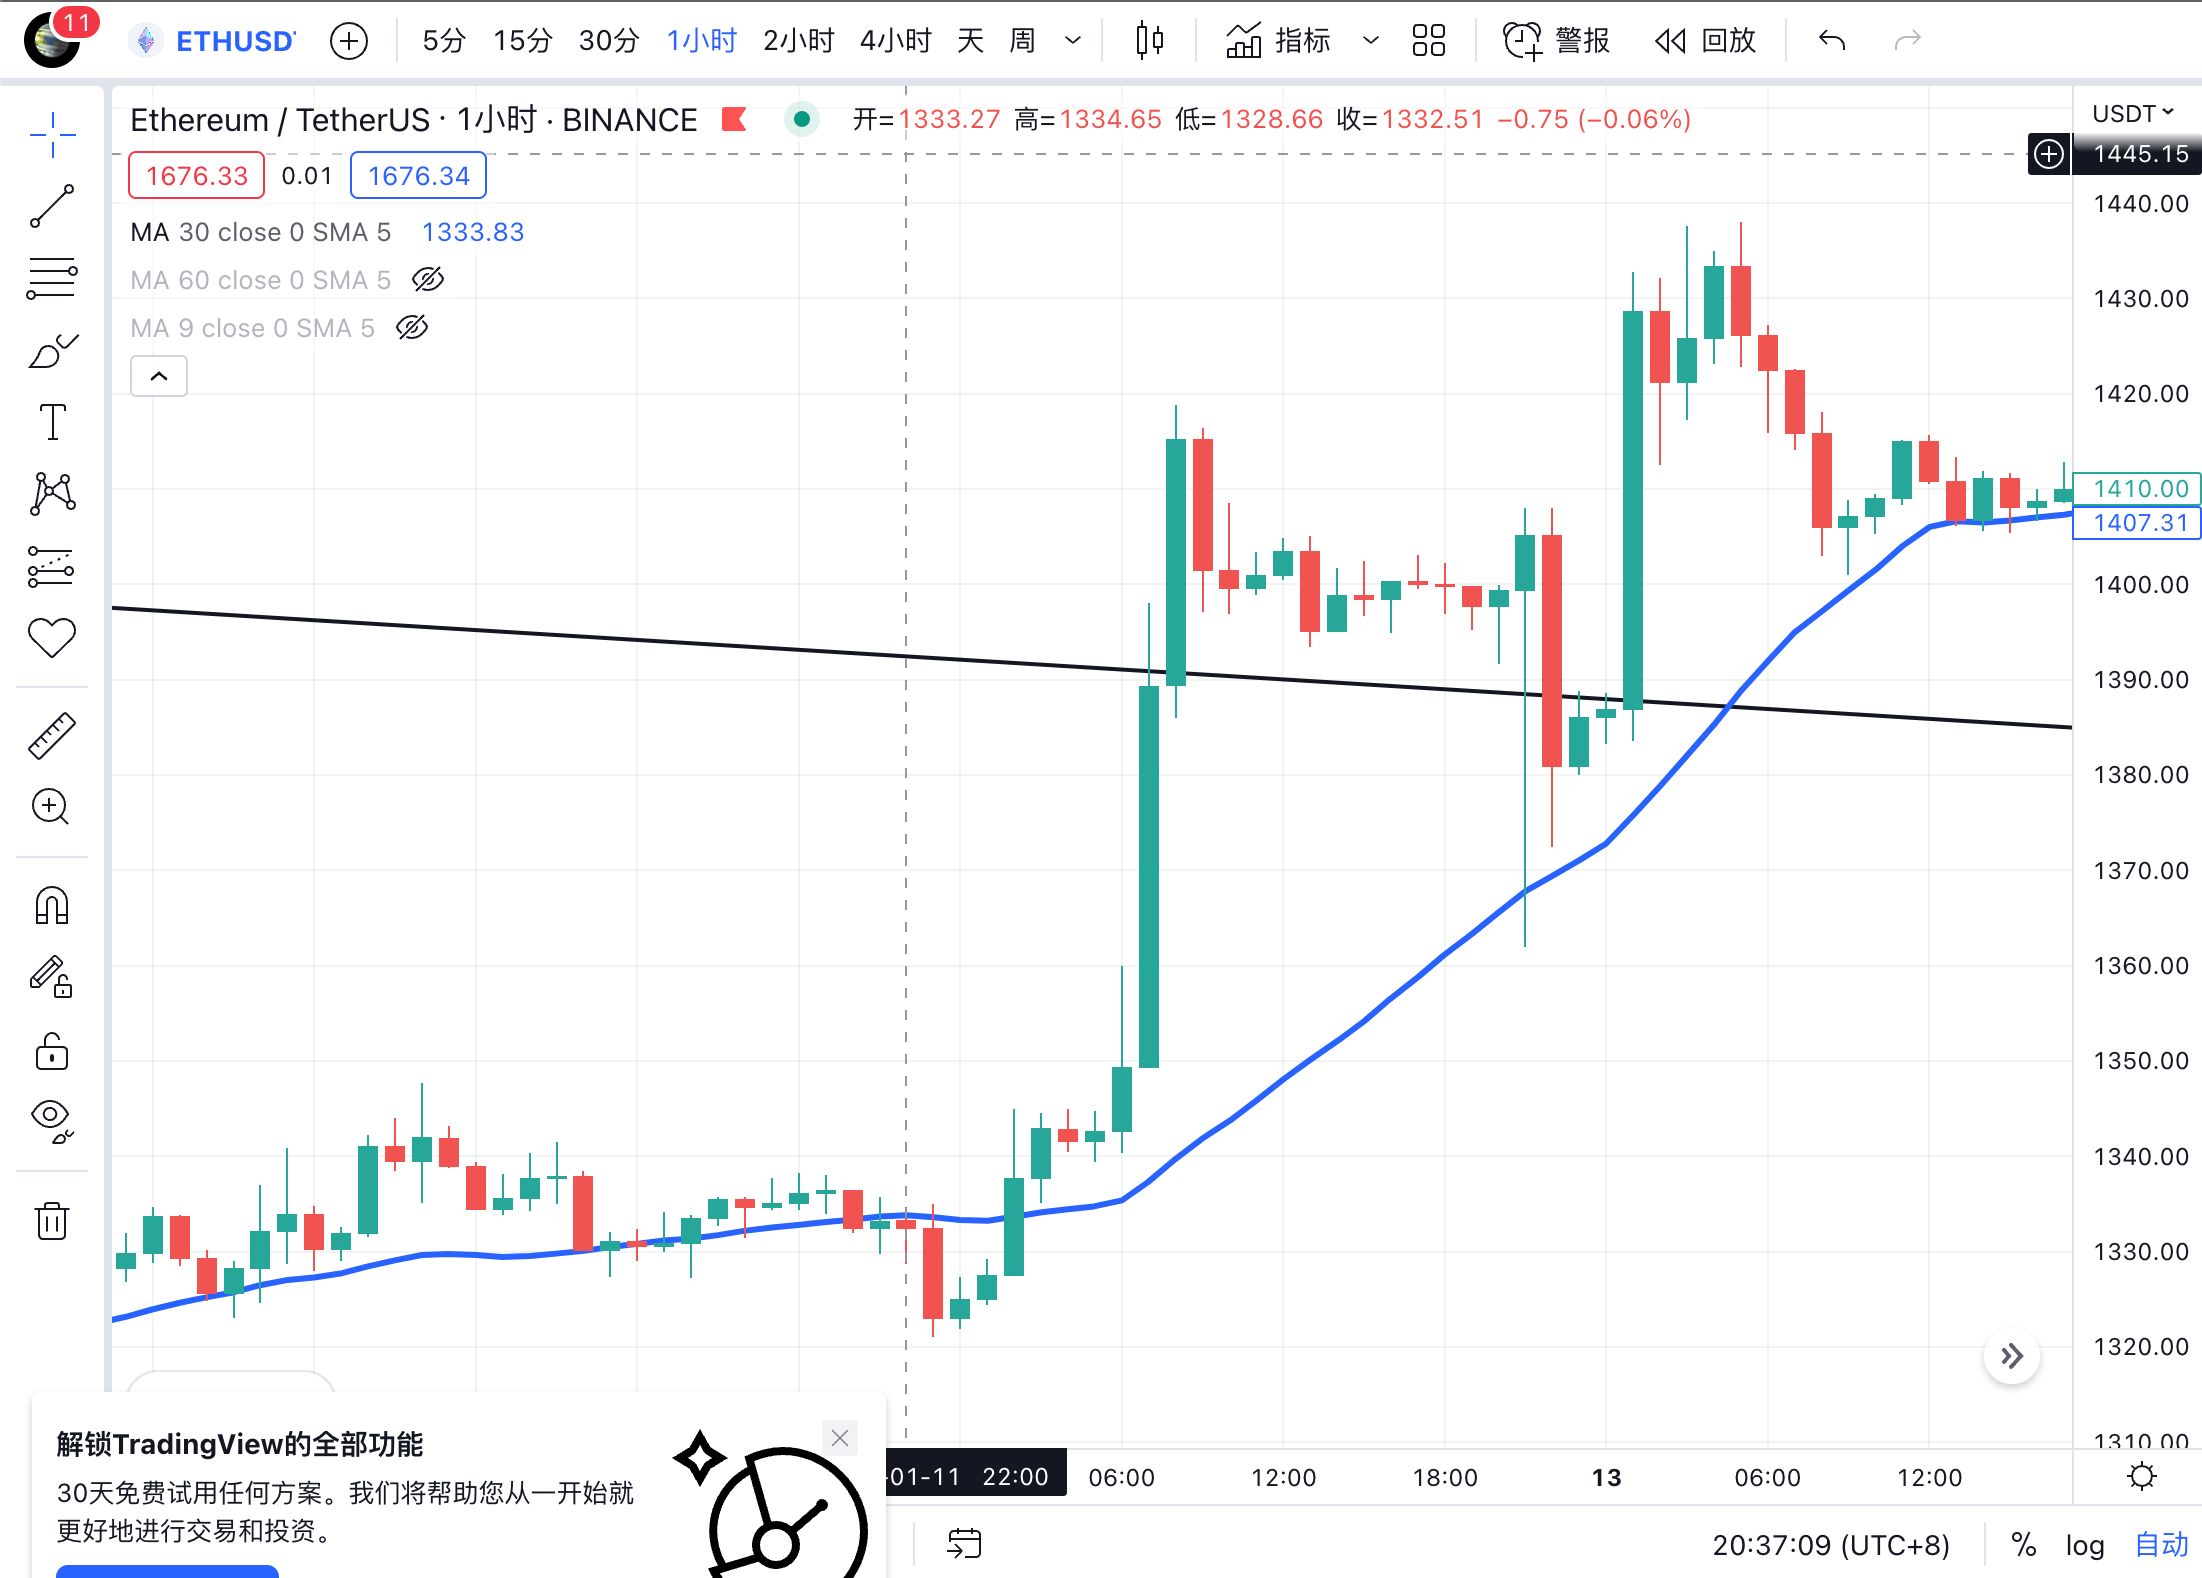 11
ETHUSDT 5分 15分 30分 1小时 2小时 4小时 天 周 指标 警报 回放
Ethereum / TetherUS · 1小时 · BINANCE 开=1333.27 高=1334.65 低=1328.66 收=1332.51 −0.75 (−0.06%)
USDT
1676.33 0.01 1676.34
MA 30 close 0 SMA 5 1333.83
MA 60 close 0 SMA 5
MA 9 close 0 SMA 5
1445.15
1440.00
1430.00
1420.00
1410.00
1407.31
1400.00
1390.00
1380.00
1370.00
1360.00
1350.00
1340.00
1330.00
1320.00
1310.00
-01-11 22:00 06:00 12:00 18:00 13 06:00 12:00
解锁TradingView的全部功能
30天免费试用任何方案。我们将帮助您从一开始就
更好地进行交易和投资。
20:37:09 (UTC+8) % log 自动